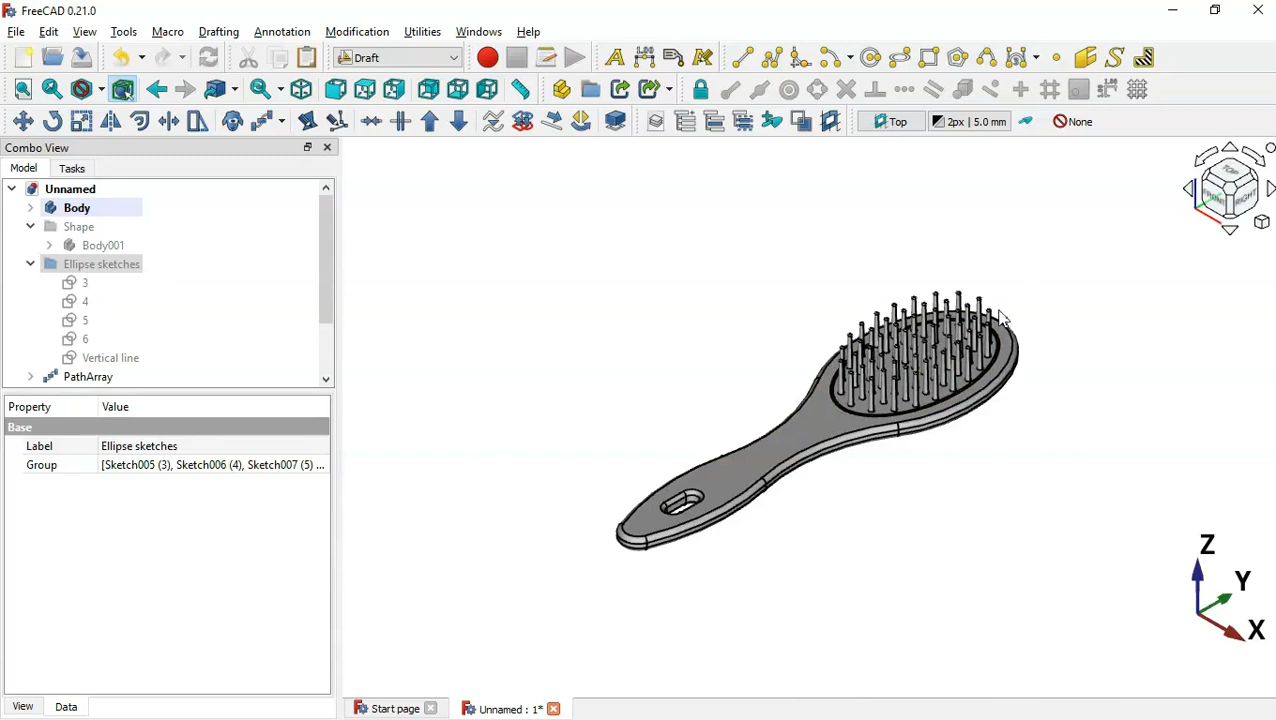 FreeCAD 0.21.0
File Edit View Tools Macro Drafting Annotation Modification Utilities Windows Help
Draft
Top 2px | 5.0 mm None
Combo View
Model Tasks
Unnamed
Body
Shape
Body001
Ellipse sketches
3
4
5
6
Vertical line
PathArray
Property Value
Base
Label Ellipse sketches
Group [Sketch005 (3), Sketch006 (4), Sketch007 (5) ...
View Data
TOP
FRONT RIGHT
Z
Y
X
Start page Unnamed : 1*